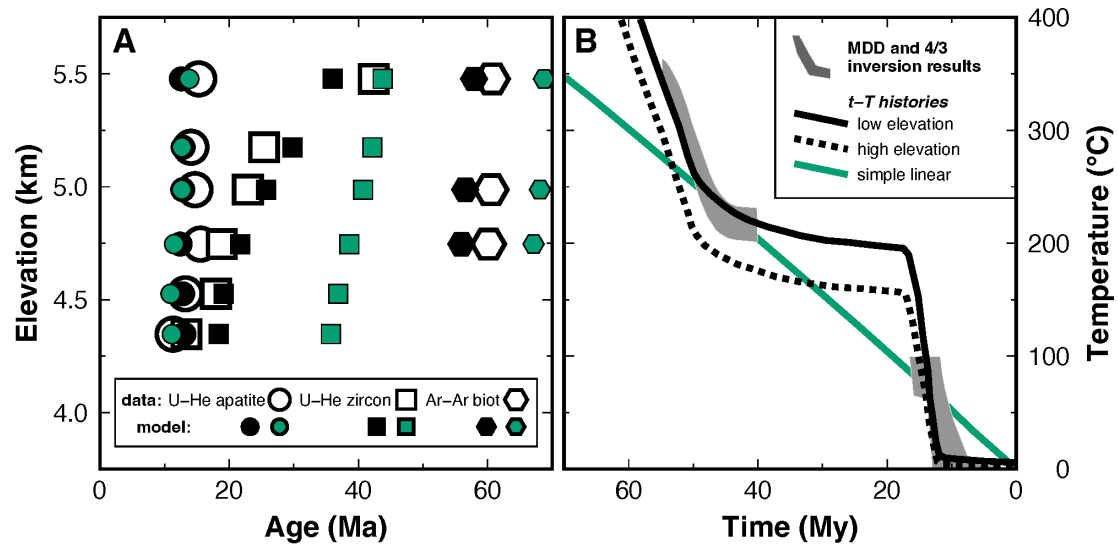 A
5.5
5.0
4.5
4.0
Elevation (km)
data: U−He apatite U−He zircon Ar−Ar biot
model:
0 20 40 60
Age (Ma)
B
MDD and 4/3
inversion results
t−T histories
low elevation
high elevation
simple linear
400
300
200
100
0
Temperature (°C)
60 40 20 0
Time (My)